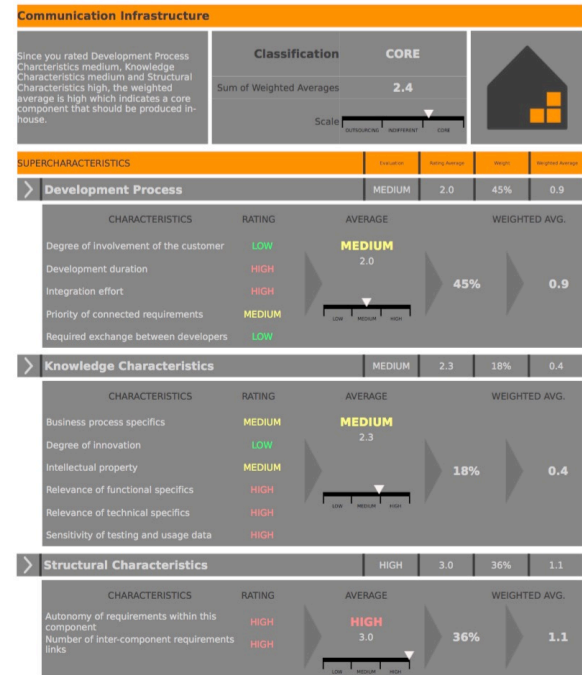 Communication Infrastructure
Since you rated Development Process
Charcteristics medium, Knowledge
Characteristics medium and Structural
Characteristics high, the weighted
average is high which indicates a core
component that should be produced in-
house.
Classification CORE
Sum of Weighted Averages 2.4
Scale
OUTSOURCING INDIFFERENT CORE
SUPERCHARACTERISTICS Evaluation Rating Average Weight Weighted Average
Development Process MEDIUM 2.0 45% 0.9
CHARACTERISTICS RATING AVERAGE WEIGHTED AVG.
Degree of involvement of the customer LOW
Development duration HIGH
Integration effort HIGH
Priority of connected requirements MEDIUM
Required exchange between developers LOW
MEDIUM
2.0
LOW MEDIUM HIGH
45% 0.9
Knowledge Characteristics MEDIUM 2.3 18% 0.4
CHARACTERISTICS RATING AVERAGE WEIGHTED AVG.
Business process specifics MEDIUM
Degree of innovation LOW
Intellectual property MEDIUM
Relevance of functional specifics HIGH
Relevance of technical specifics HIGH
Sensitivity of testing and usage data HIGH
MEDIUM
2.3
LOW MEDIUM HIGH
18% 0.4
Structural Characteristics HIGH 3.0 36% 1.1
CHARACTERISTICS RATING AVERAGE WEIGHTED AVG.
Autonomy of requirements within this
component HIGH
Number of inter-component requirements
links HIGH
HIGH
3.0
LOW MEDIUM HIGH
36% 1.1